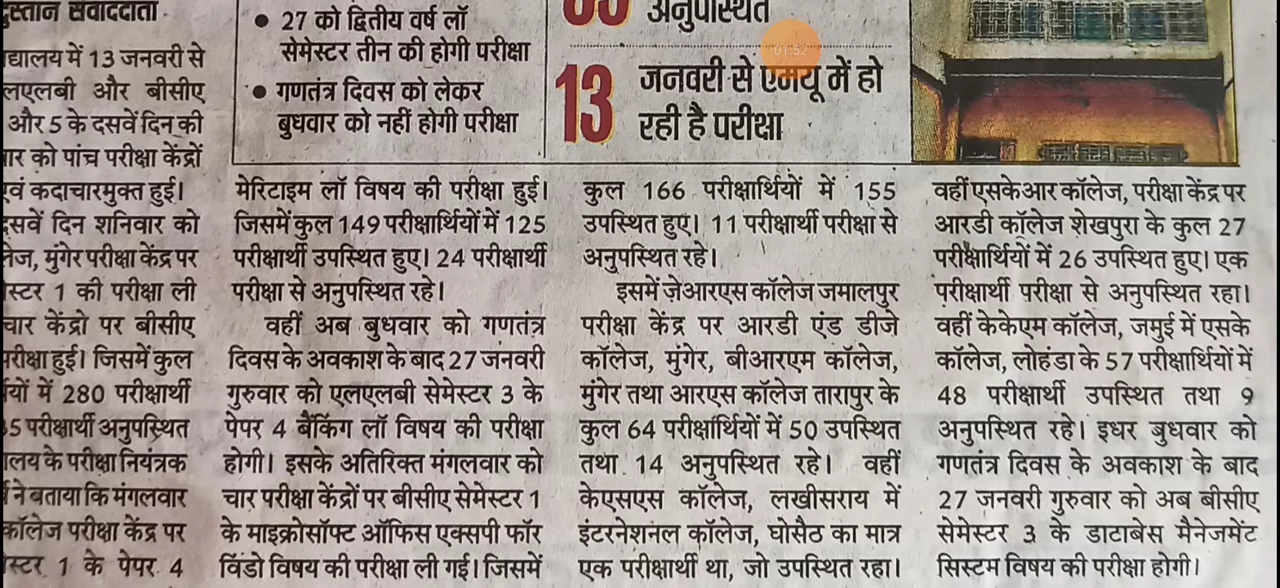 संवाददाता
13 जनवरी से
और बीसीए
और 5 के दसवें दिन की
को पांच परीक्षा केंद्रों
कदाचारमुक्त हुई।
दिन शनिवार को
मुंगेर परीक्षा केंद्र पर
1 की परीक्षा ली
केंद्रो पर बीसीए
हुई। जिसमें कुल
में 280 परीक्षार्थी
परीक्षार्थी अनुपस्थित
के परीक्षा नियंत्रक
ने बताया कि मंगलवार
कॉलेज परीक्षा केंद्र पर
1 के पेपर 4
● 27 को द्वितीय वर्ष लॉ
सेमेस्टर तीन की होगी परीक्षा
● गणतंत्र दिवस को लेकर
बुधवार को नहीं होगी परीक्षा
अनुपस्थित
01:52
13 जनवरी से एमयू में हो
रही है परीक्षा
मेरिटाइम लॉ विषय की परीक्षा हुई।
जिसमें कुल 149 परीक्षार्थियों में 125
परीक्षार्थी उपस्थित हुए। 24 परीक्षार्थी
परीक्षा से अनुपस्थित रहे।
वहीं अब बुधवार को गणतंत्र
दिवस के अवकाश के बाद 27 जनवरी
गुरुवार को एलएलबी सेमेस्टर 3 के
पेपर 4 बैंकिंग लॉ विषय की परीक्षा
होगी। इसके अतिरिक्त मंगलवार को
चार परीक्षा केंद्रों पर बीसीए सेमेस्टर 1
के माइक्रोसॉफ्ट ऑफिस एक्सपी फॉर
विंडो विषय की परीक्षा ली गई। जिसमें
कुल 166 परीक्षार्थियों में 155
उपस्थित हुए। 11 परीक्षार्थी परीक्षा से
अनुपस्थित रहे।
इसमें ज़ेआरएस कॉलेज जमालपुर
परीक्षा केंद्र पर आरडी एंड डीजे
कॉलेज, मुंगेर, बीआरएम कॉलेज,
मुंगेर तथा आरएस कॉलेज तारापुर के
कुल 64 परीक्षार्थियों में 50 उपस्थित
तथा 14 अनुपस्थित रहे। वहीं
केएसएस कॉलेज, लखीसराय में
इंटरनेशनल कॉलेज, घोसैठ का मात्र
एक परीक्षार्थी था, जो उपस्थित रहा।
वहीं एसकेआर कॉलेज, परीक्षा केंद्र पर
आरडी कॉलेज शेखपुरा के कुल 27
परीक्षार्थियों में 26 उपस्थित हुए। एक
परीक्षार्थी परीक्षा से अनुपस्थित रहा।
वहीं केकेएम कॉलेज, जमुई में एसके
कॉलेज, लोहंडा के 57 परीक्षार्थियों में
48 परीक्षार्थी उपस्थित तथा 9
अनुपस्थित रहे। इधर बुधवार को
गणतंत्र दिवस के अवकाश के बाद
27 जनवरी गुरुवार को अब बीसीए
सेमेस्टर 3 के डाटाबेस मैनेजमेंट
सिस्टम विषय की परीक्षा होगी।